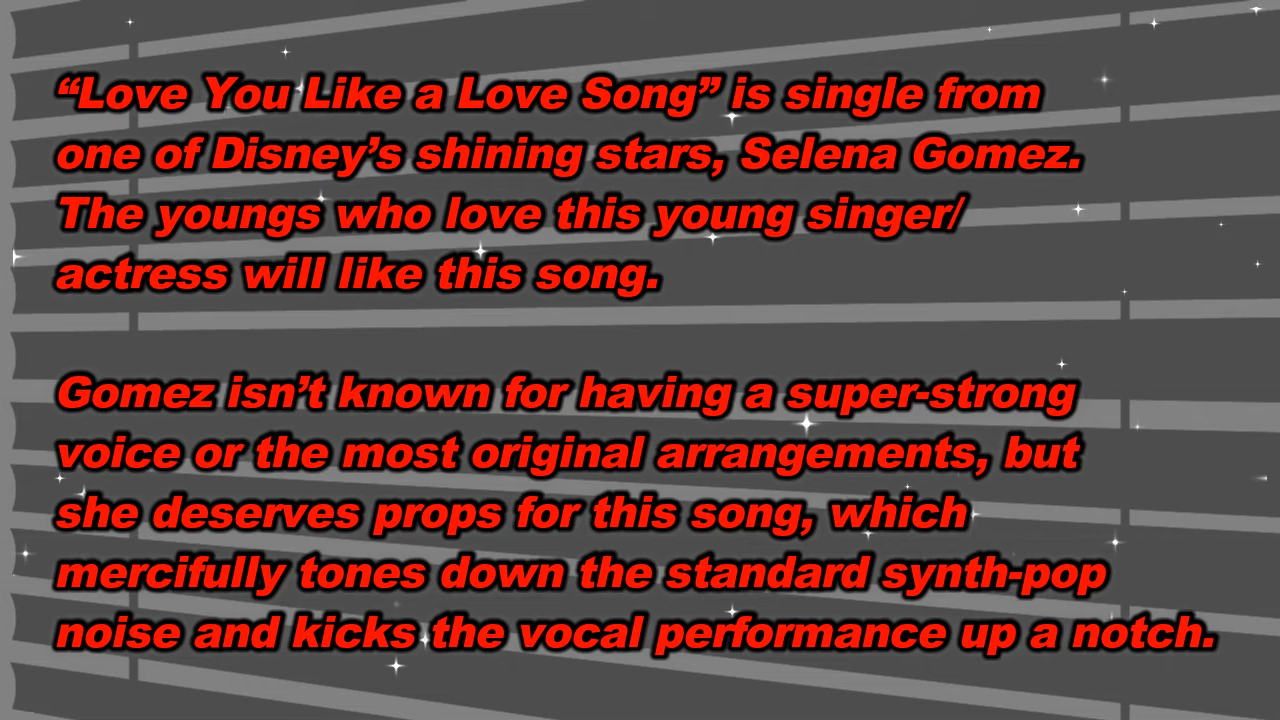 “Love You Like a Love Song” is single from
one of Disney’s shining stars, Selena Gomez.
The youngs who love this young singer/
actress will like this song.
Gomez isn’t known for having a super-strong
voice or the most original arrangements, but
she deserves props for this song, which
mercifully tones down the standard synth-pop
noise and kicks the vocal performance up a notch.